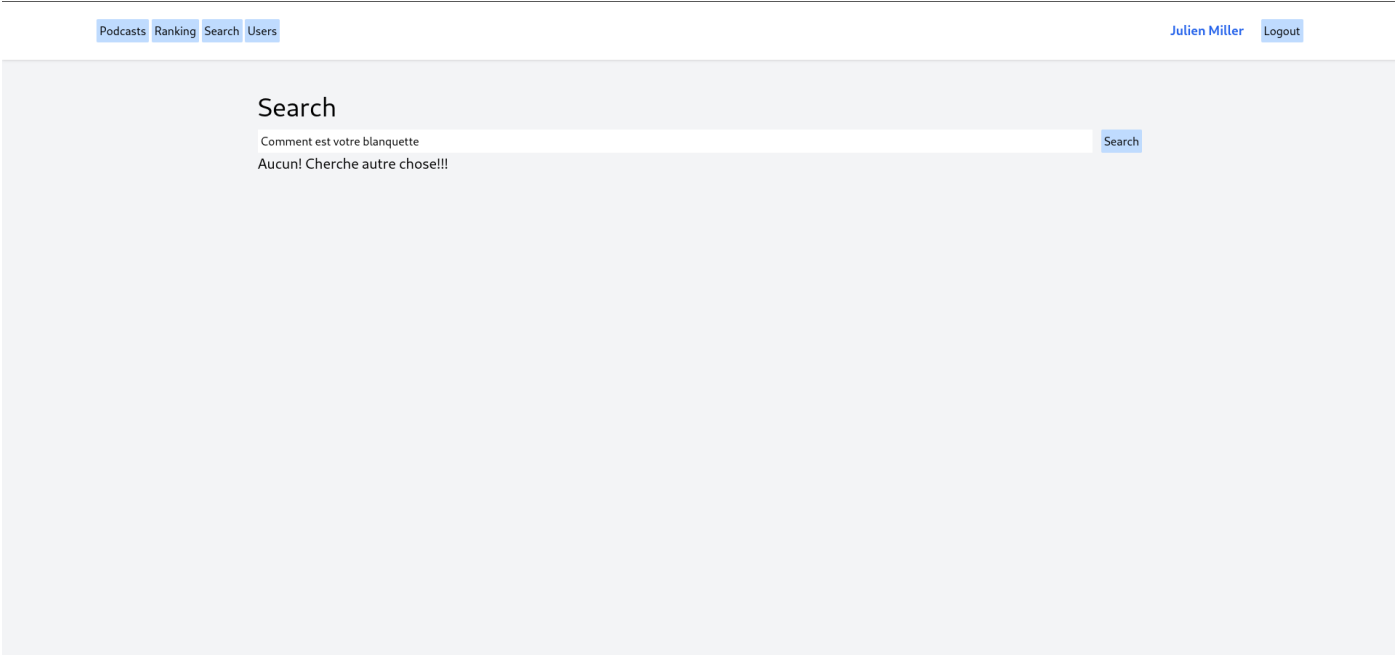 Podcasts Ranking Search Users Julien Miller Logout
Search
Comment est votre blanquette Search
Aucun! Cherche autre chose!!!